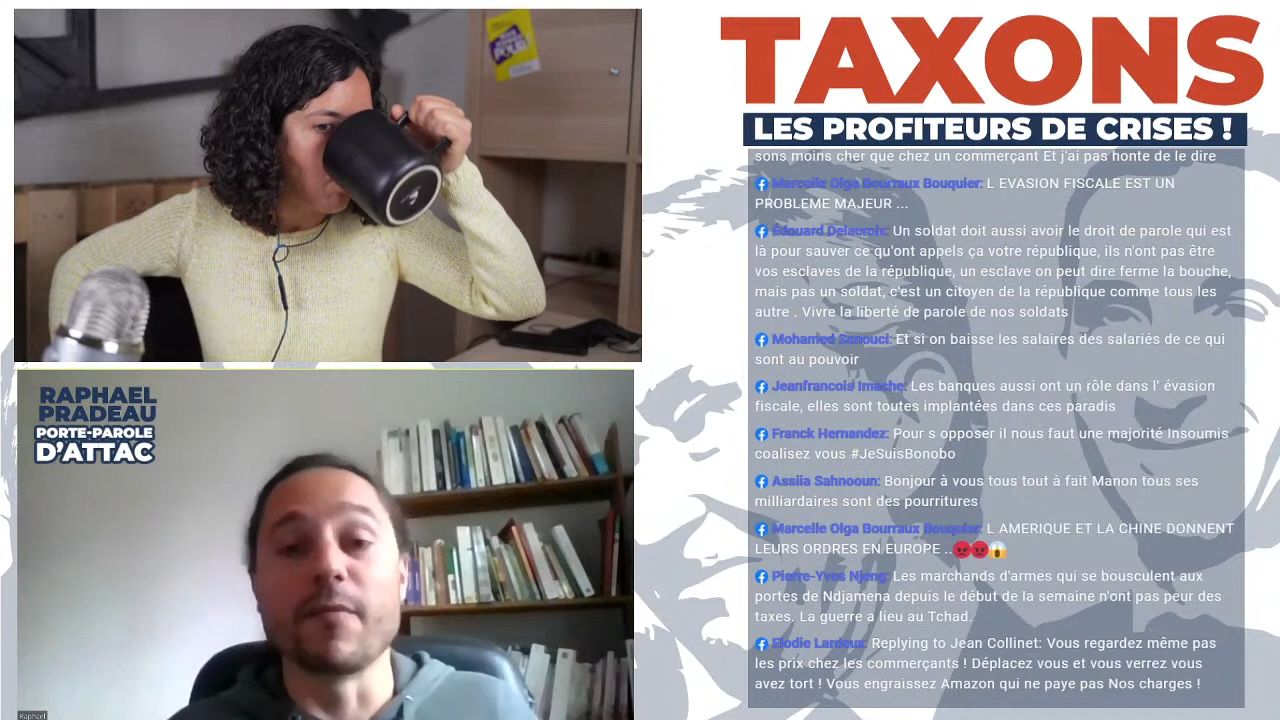 TAXONS
LES PROFITEURS DE CRISES !
sons moins cher que chez un commerçant Et j'ai pas honte de le dire
Marcelle Olga Bourraux Bouquier: L EVASION FISCALE EST UN
PROBLEME MAJEUR ...
Édouard Delacroix: Un soldat doit aussi avoir le droit de parole qui est
là pour sauver ce qu'ont appels ça votre république, ils n'ont pas être
vos esclaves de la république, un esclave on peut dire ferme la bouche,
mais pas un soldat, c'est un citoyen de la république comme tous les
autre . Vivre la liberté de parole de nos soldats
Mohamed Sanouci: Et si on baisse les salaires des salariés de ce qui
sont au pouvoir
Jeanfrancois Imache: Les banques aussi ont un rôle dans l' évasion
fiscale, elles sont toutes implantées dans ces paradis
Franck Hernandez: Pour s opposer il nous faut une majorité Insoumis
coalisez vous #JeSuisBonobo
Assiia Sahnooun: Bonjour à vous tous tout à fait Manon tous ses
milliardaires sont des pourritures
Marcelle Olga Bourraux Bouquier: L AMERIQUE ET LA CHINE DONNENT
LEURS ORDRES EN EUROPE ..😡😡😱
Pierre-Yves Njeng: Les marchands d'armes qui se bousculent aux
portes de Ndjamena depuis le début de la semaine n'ont pas peur des
taxes. La guerre a lieu au Tchad.
Elodie Lardeux: Replying to Jean Collinet: Vous regardez même pas
les prix chez les commerçants ! Déplacez vous et vous verrez vous
avez tort ! Vous engraissez Amazon qui ne paye pas Nos charges !
RAPHAEL
PRADEAU
PORTE-PAROLE
D'ATTAC
Raphael